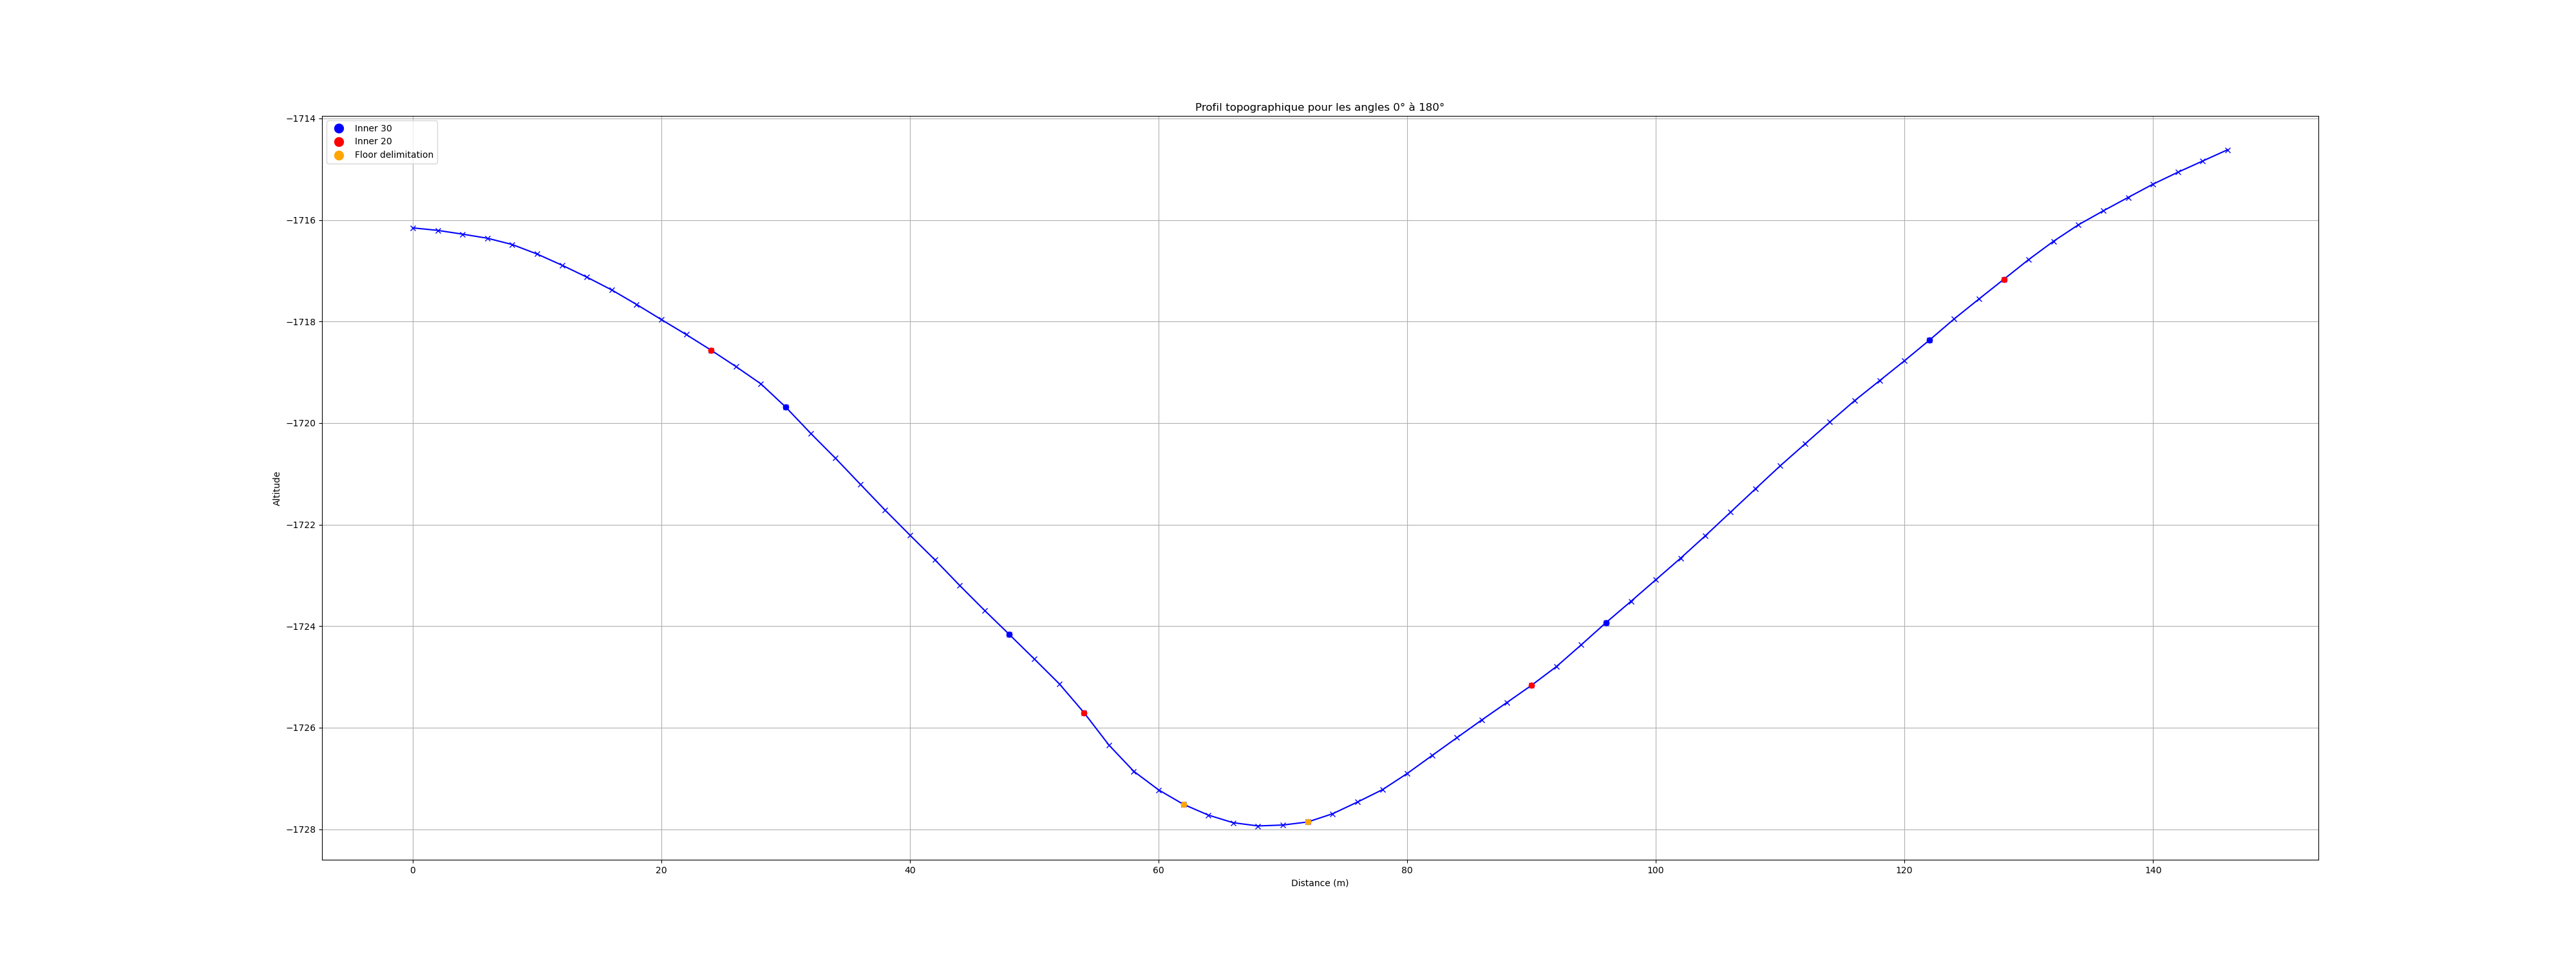 Profil topographique pour les angles 0° à 180°
Inner 30
Inner 20
Floor delimitation
−1714
−1716
−1718
−1720
−1722
−1724
−1726
−1728
Altitude
0 20 40 60 80 100 120 140
Distance (m)